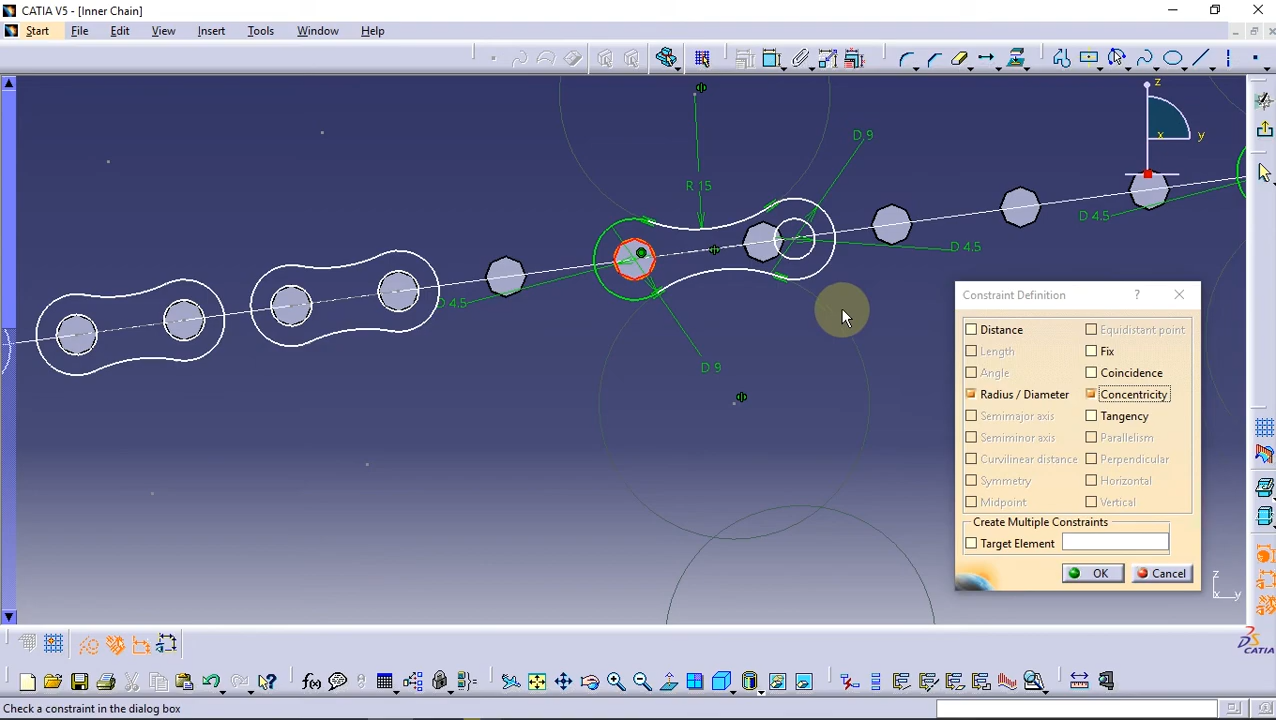 CATIA V5 - [Inner Chain]
Start File Edit View Insert Tools Window Help
z
x
y
D 9
R 15
D 4.5
D 4.5
D 4.5
D 9
Constraint Definition ? ×
Distance Equidistant point
Length Fix
Angle Coincidence
Radius / Diameter Concentricity
Semimajor axis Tangency
Semiminor axis Parallelism
Curvilinear distance Perpendicular
Symmetry Horizontal
Midpoint Vertical
Create Multiple Constraints
Target Element
OK Cancel
z
x y
f(x)
Check a constraint in the dialog box